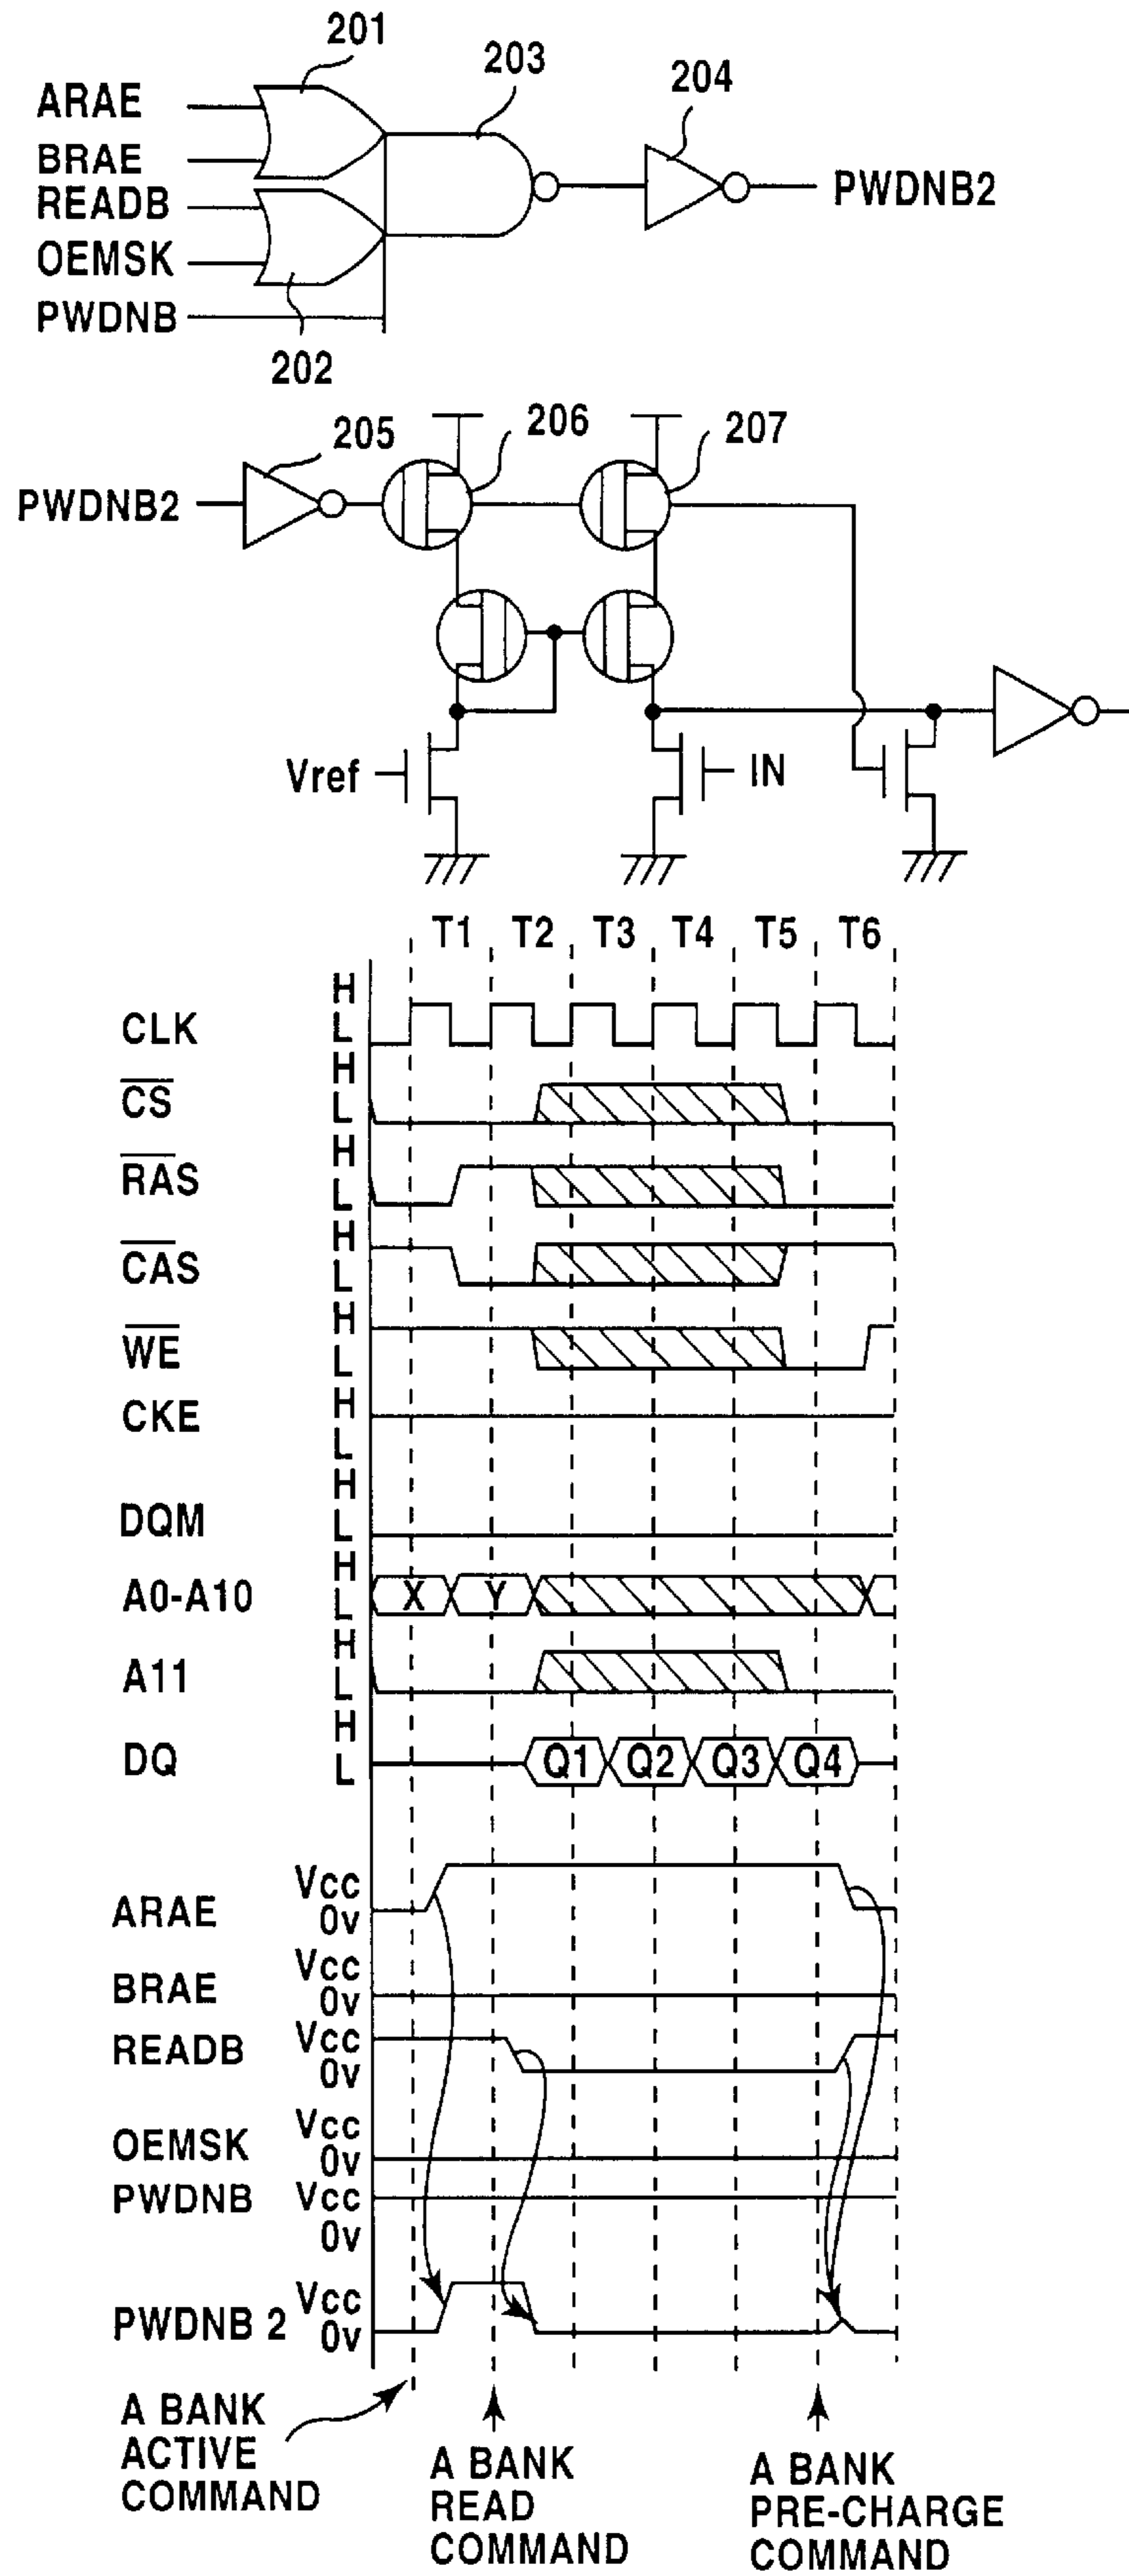 201
203
204
ARAE
BRAE
READB
OEMSK
PWDNB
PWDNB2
202
205
206
207
PWDNB2
Vref
IN
T1 T2 T3 T4 T5 T6
CLK H L
CS H L
RAS H L
CAS H L
WE H L
CKE H L
DQM H L
A0-A10 H L X Y
A11 H L
DQ H L Q1 Q2 Q3 Q4
ARAE Vcc 0v
BRAE Vcc 0v
READB Vcc 0v
OEMSK Vcc 0v
PWDNB Vcc 0v
PWDNB 2 Vcc 0v
A BANK
ACTIVE
COMMAND
A BANK
READ
COMMAND
A BANK
PRE-CHARGE
COMMAND